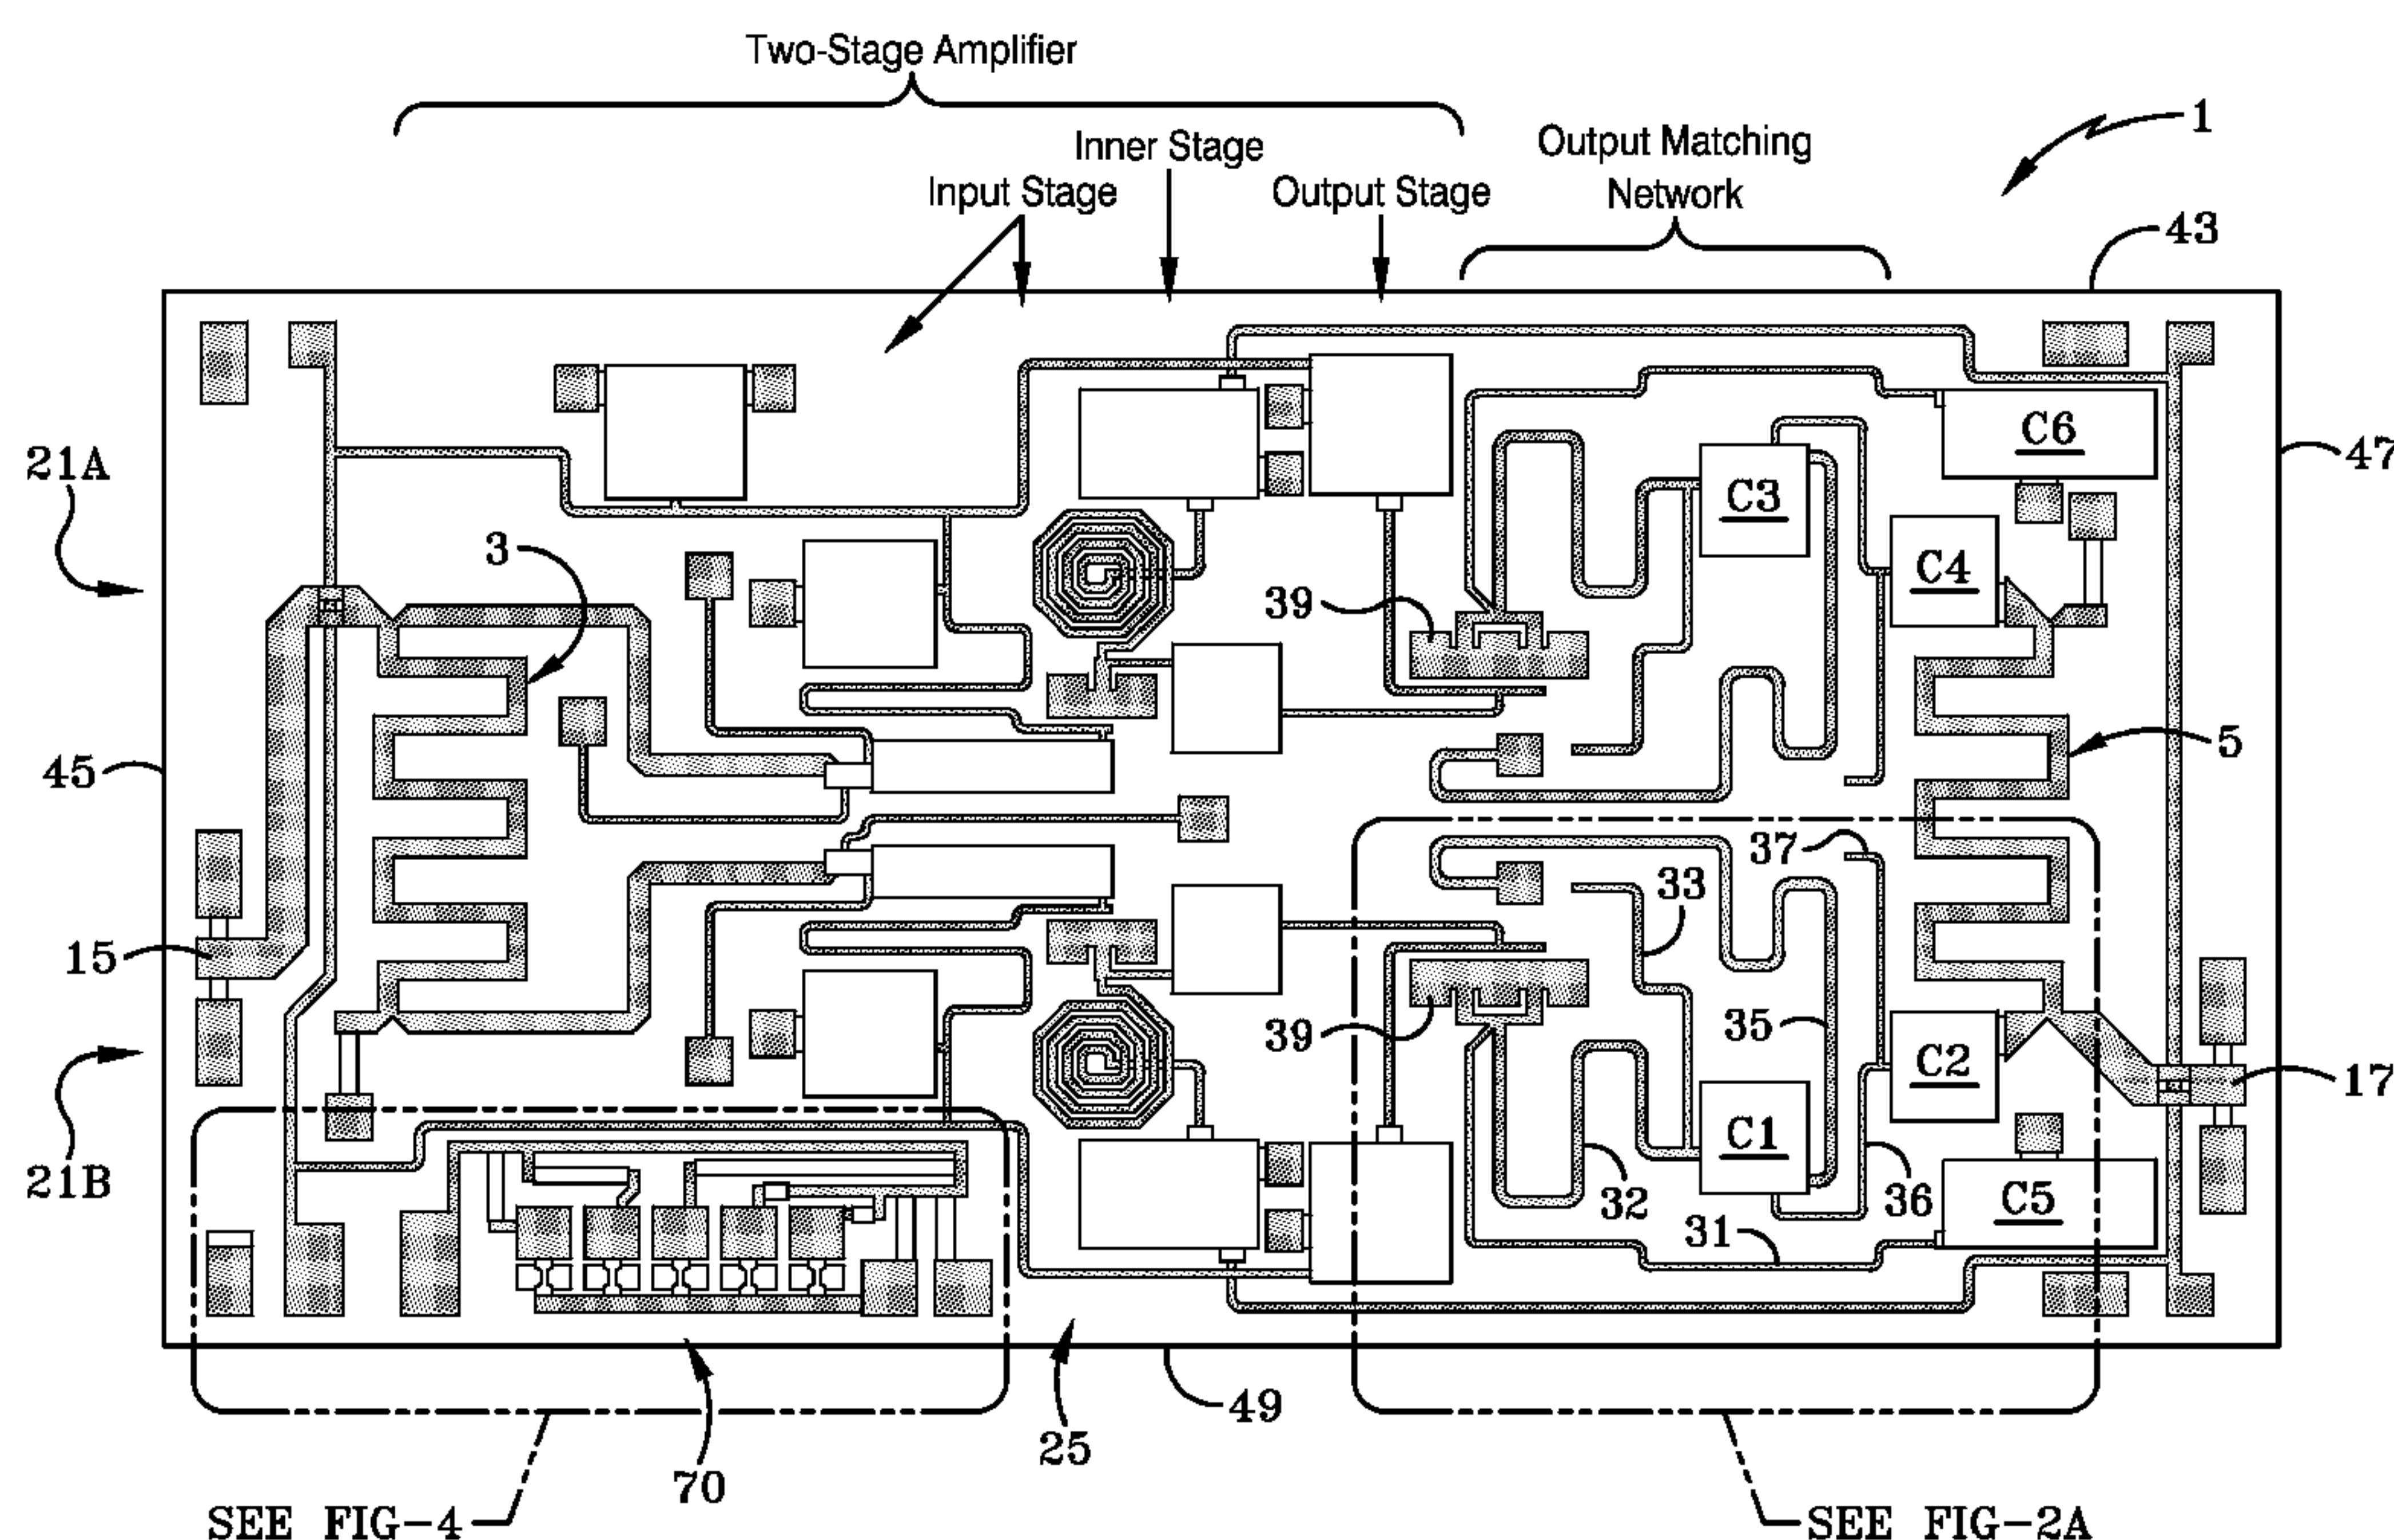 Two-Stage Amplifier
1
Inner Stage
Output Matching
Network
Input Stage
Output Stage
43
21A
C6
47
3
C3
C4
39
5
45
37
33
15
39
35
C2
17
C1
21B
32
36
C5
31
49
25
70
SEE FIG-4
SEE FIG-2A